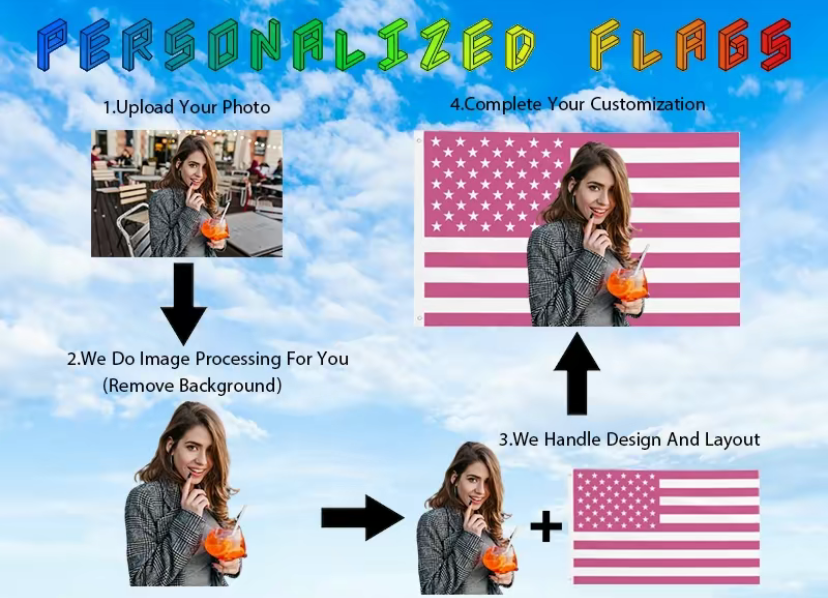 PERSONALIZED FLAGS
1.Upload Your Photo
2.We Do Image Processing For You
(Remove Background)
3.We Handle Design And Layout
4.Complete Your Customization